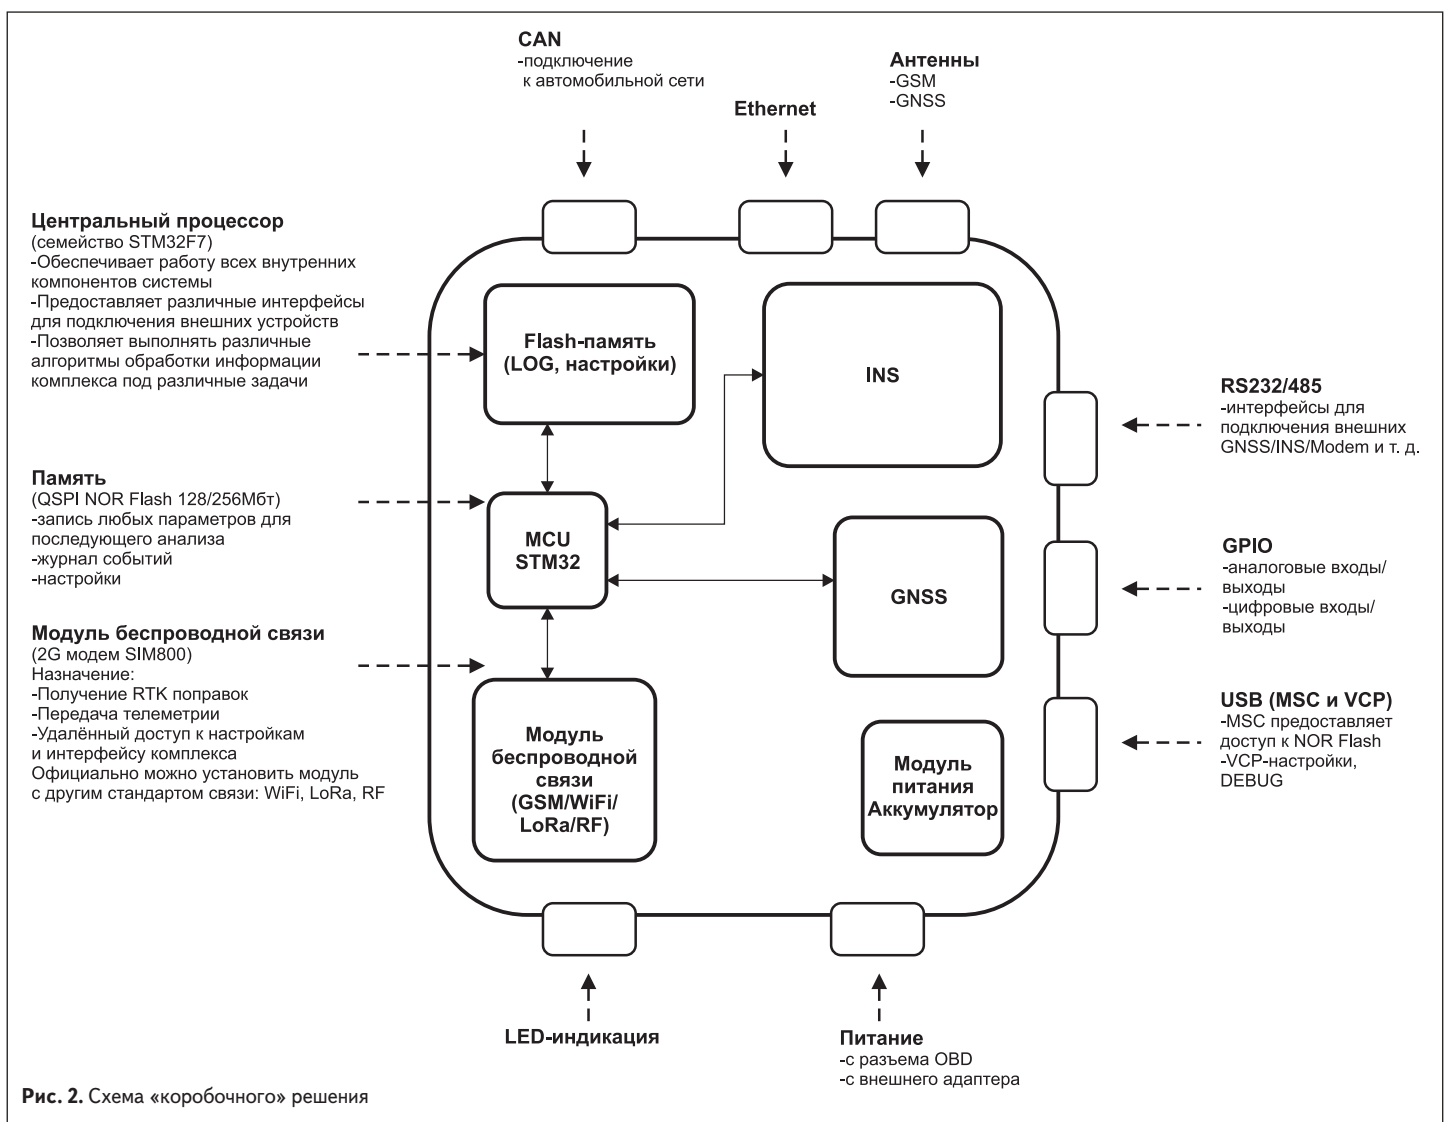 CAN
-подключение
к автомобильной сети
Ethernet
Антенны
-GSM
-GNSS
Центральный процессор
(семейство STM32F7)
-Обеспечивает работу всех внутренних
компонентов системы
-Предоставляет различные интерфейсы
для подключения внешних устройств
-Позволяет выполнять различные
алгоритмы обработки информации
комплекса под различные задачи
Память
(QSPI NOR Flash 128/256Мбт)
-запись любых параметров для
последующего анализа
-журнал событий
-настройки
Модуль беспроводной связи
(2G модем SIM800)
Назначение:
-Получение RTK поправок
-Передача телеметрии
-Удалённый доступ к настройкам
и интерфейсу комплекса
Официально можно установить модуль
с другим стандартом связи: WiFi, LoRa, RF
Flash-память
(LOG, настройки)
INS
MCU
STM32
GNSS
Модуль
беспроводной
связи
(GSM/WiFi/
LoRa/RF)
Модуль
питания
Аккумулятор
RS232/485
-интерфейсы для
подключения внешних
GNSS/INS/Modem и т. д.
GPIO
-аналоговые входы/
выходы
-цифровые входы/
выходы
USB (MSC и VCP)
-MSC предоставляет
доступ к NOR Flash
-VCP-настройки,
DEBUG
LED-индикация
Питание
-с разъема OBD
-с внешнего адаптера
Рис. 2. Схема «коробочного» решения